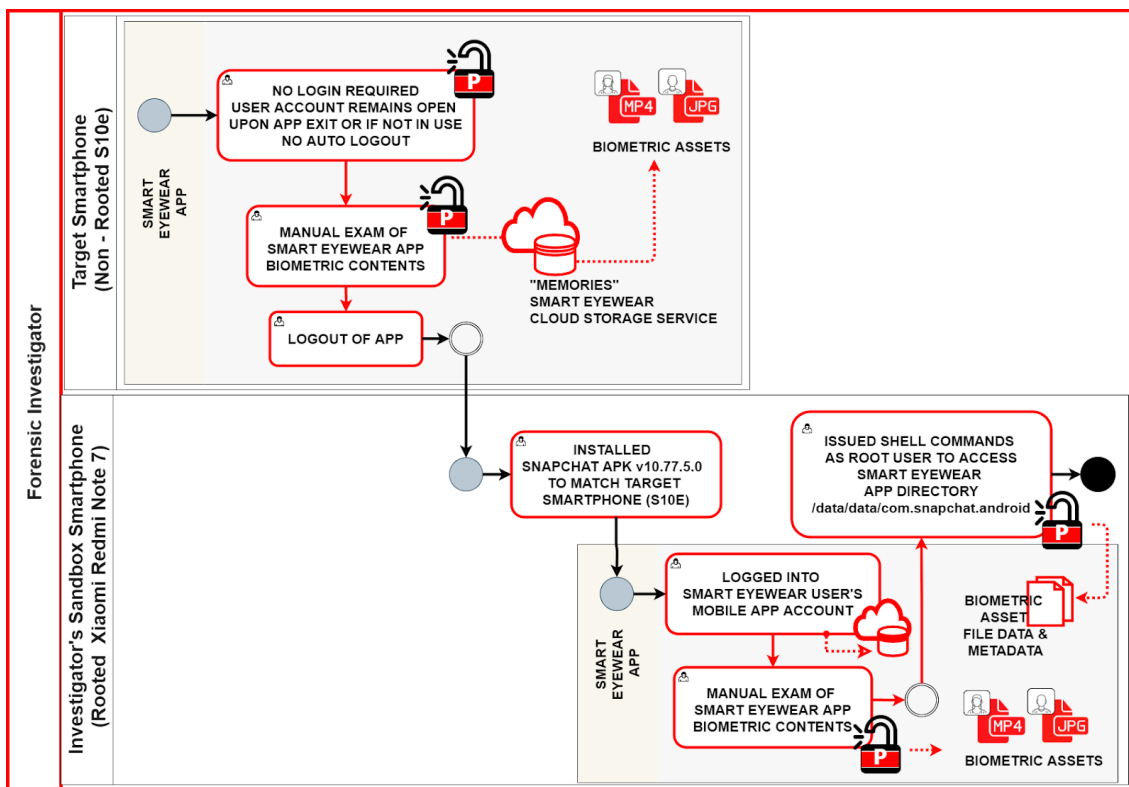 Forensic Investigator
Target Smartphone
(Non - Rooted S10e)
SMART
EYEWEAR
APP
NO LOGIN REQUIRED
USER ACCOUNT REMAINS OPEN
UPON APP EXIT OR IF NOT IN USE
NO AUTO LOGOUT
P
MP4
JPG
BIOMETRIC ASSETS
MANUAL EXAM OF
SMART EYEWEAR APP
BIOMETRIC CONTENTS
P
"MEMORIES"
SMART EYEWEAR
CLOUD STORAGE SERVICE
LOGOUT OF APP
Investigator's Sandbox Smartphone
(Rooted Xiaomi Redmi Note 7)
INSTALLED
SNAPCHAT APK v10.77.5.0
TO MATCH TARGET
SMARTPHONE (S10E)
ISSUED SHELL COMMANDS
AS ROOT USER TO ACCESS
SMART EYEWEAR
APP DIRECTORY
/data/data/com.snapchat.android
P
SMART
EYEWEAR
APP
LOGGED INTO
SMART EYEWEAR USER'S
MOBILE APP ACCOUNT
BIOMETRIC
ASSET
FILE DATA &
METADATA
MANUAL EXAM OF
SMART EYEWEAR APP
BIOMETRIC CONTENTS
P
MP4
JPG
BIOMETRIC ASSETS